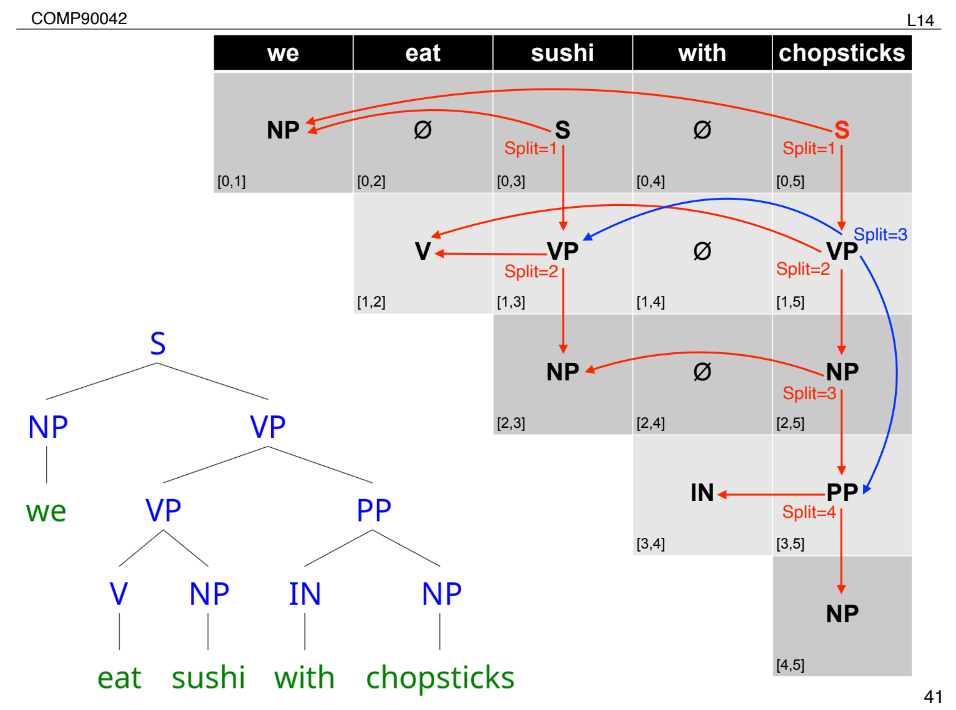 COMP90042 L14
we eat sushi with chopsticks
NP Ø S Ø S
Split=1 Split=1
[0,1] [0,2] [0,3] [0,4] [0,5]
Split=3
V VP Ø VP
Split=2 Split=2
[1,2] [1,3] [1,4] [1,5]
NP Ø NP
Split=3
[2,3] [2,4] [2,5]
IN PP
Split=4
[3,4] [3,5]
NP
[4,5]
S
NP VP
we VP PP
V NP IN NP
eat sushi with chopsticks
41